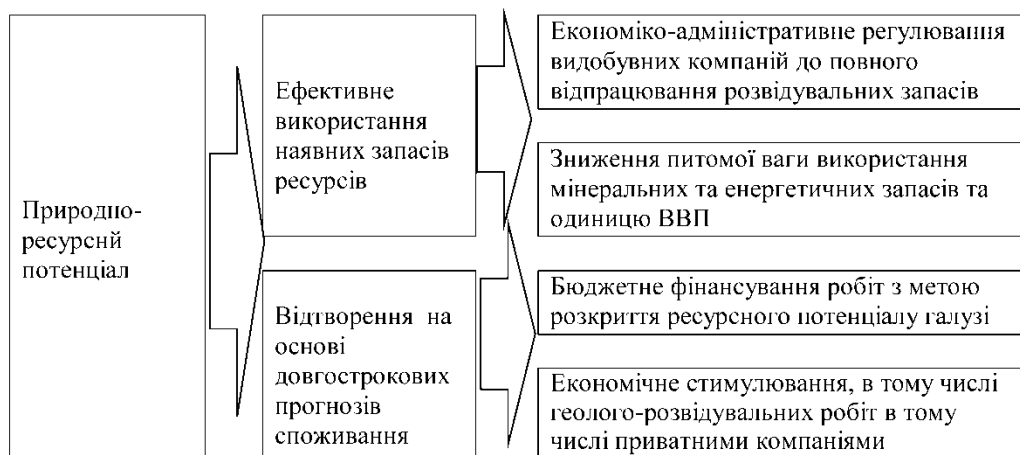 Природно-
ресурснй
потенціал
Ефективне
використання
наявних запасів
ресурсів
Відтворення на
основі
довгострокових
прогнозів
споживання
Економіко-адміністративне регулювання
видобувних компаній до повного
відпрацювання розвідувальних запасів
Зниження питомої ваги використання
мінеральних та енергетичних запасів та
одиницю ВВП
Бюджетне фінансування робіт з метою
розкриття ресурсного потенціалу галузі
Економічне стимулювання, в тому числі
геолого-розвідувальних робіт в тому
числі приватними компаніями